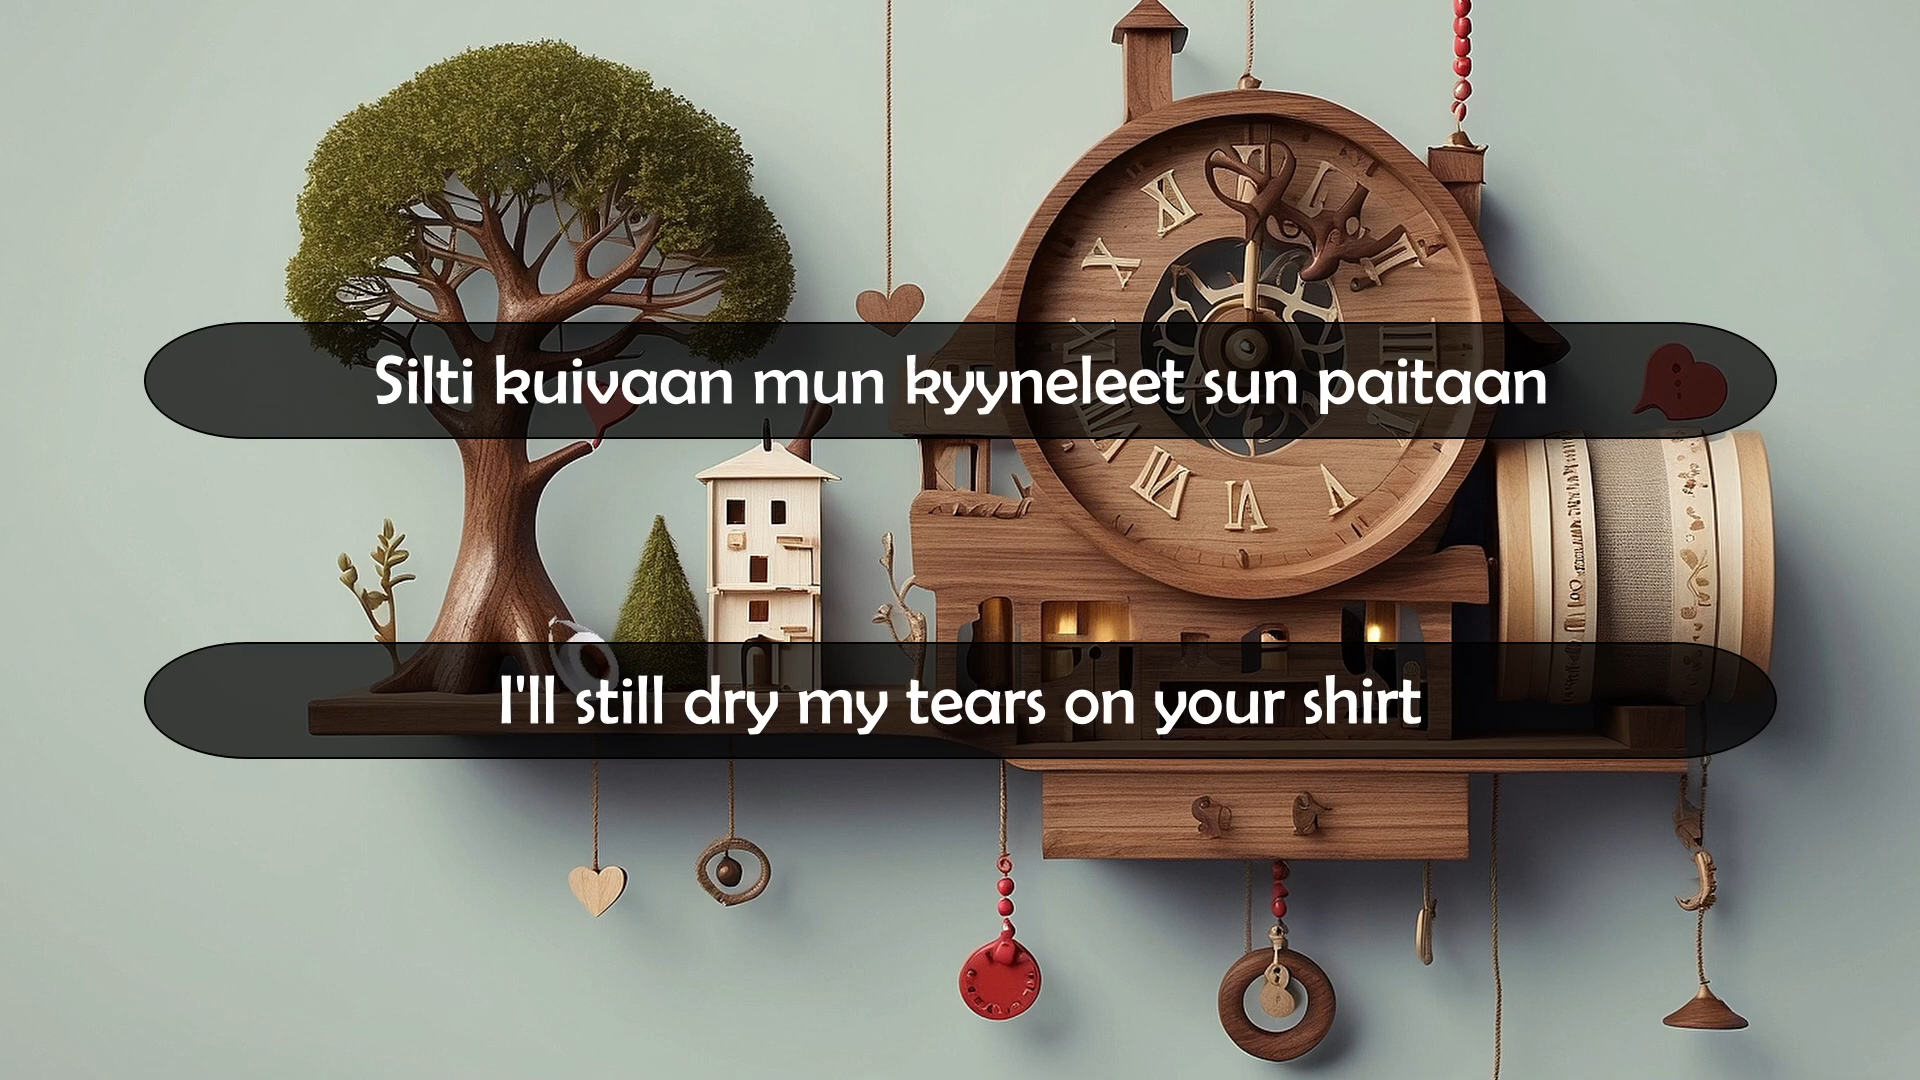 Silti kuivaan mun kyyneleet sun paitaan
I'll still dry my tears on your shirt